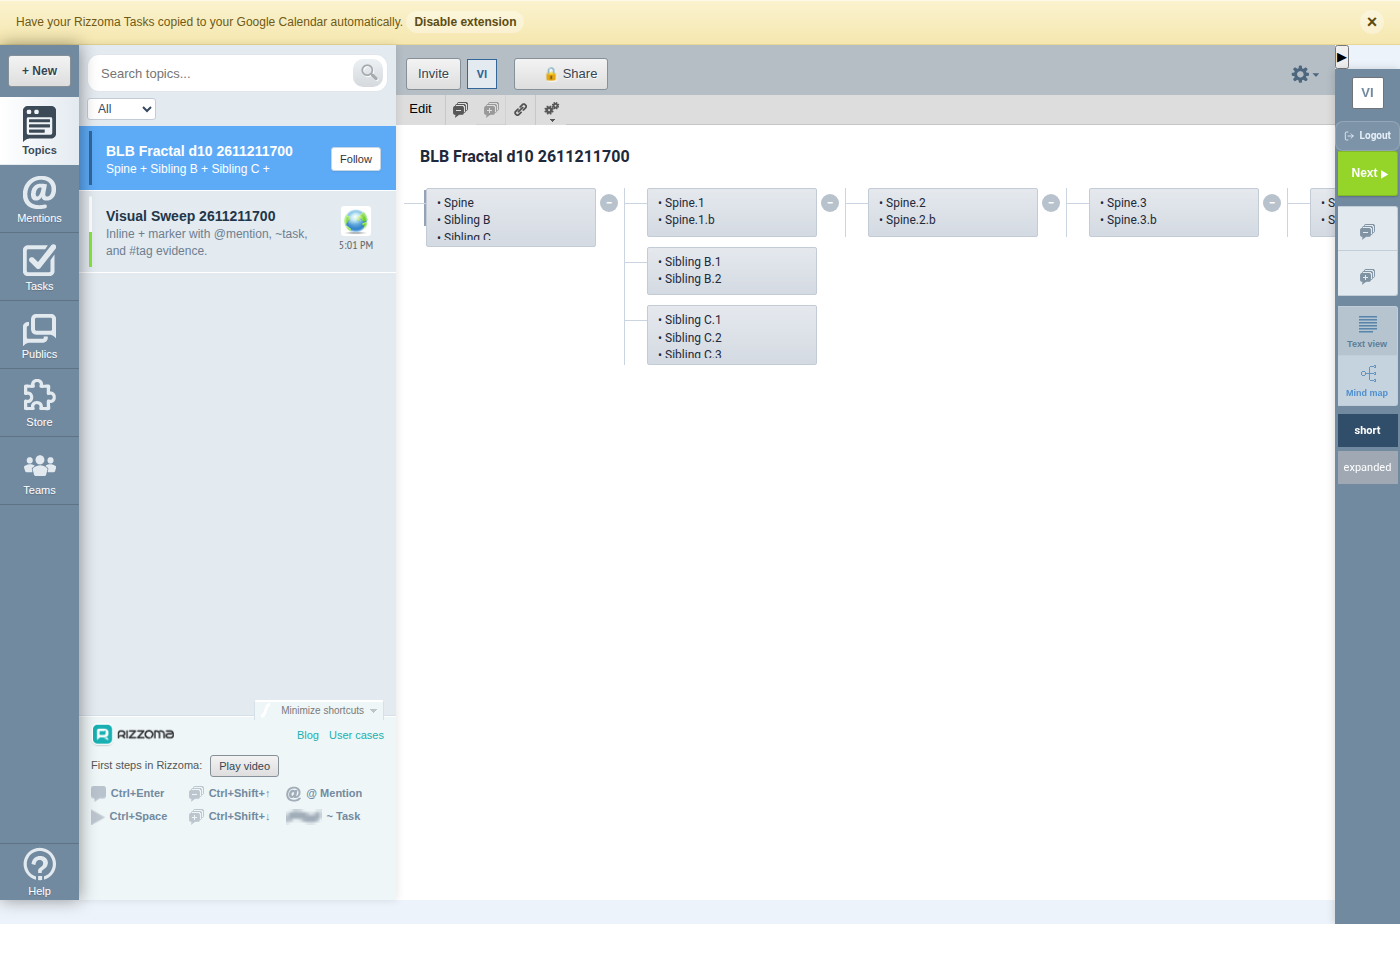 Have your Rizzoma Tasks copied to your Google Calendar automatically. Disable extension
+ New
Topics
Mentions
Tasks
Publics
Store
Teams
Help
Search topics...
All
BLB Fractal d10 2611211700
Spine + Sibling B + Sibling C +
Follow
Visual Sweep 2611211700
Inline + marker with @mention, ~task,
and #tag evidence.
5:01 PM
Minimize shortcuts
RIZZOMA
Blog User cases
First steps in Rizzoma: Play video
Ctrl+Enter Ctrl+Shift+↑ @ Mention
Ctrl+Space Ctrl+Shift+↓ ~ Task
Invite VI Share
Edit
BLB Fractal d10 2611211700
• Spine
• Sibling B
• Sibling C
• Spine.1
• Spine.1.b
• Sibling B.1
• Sibling B.2
• Sibling C.1
• Sibling C.2
• Sibling C.3
• Spine.2
• Spine.2.b
• Spine.3
• Spine.3.b
• S
• S
VI
Logout
Next
Text view
Mind map
short
expanded